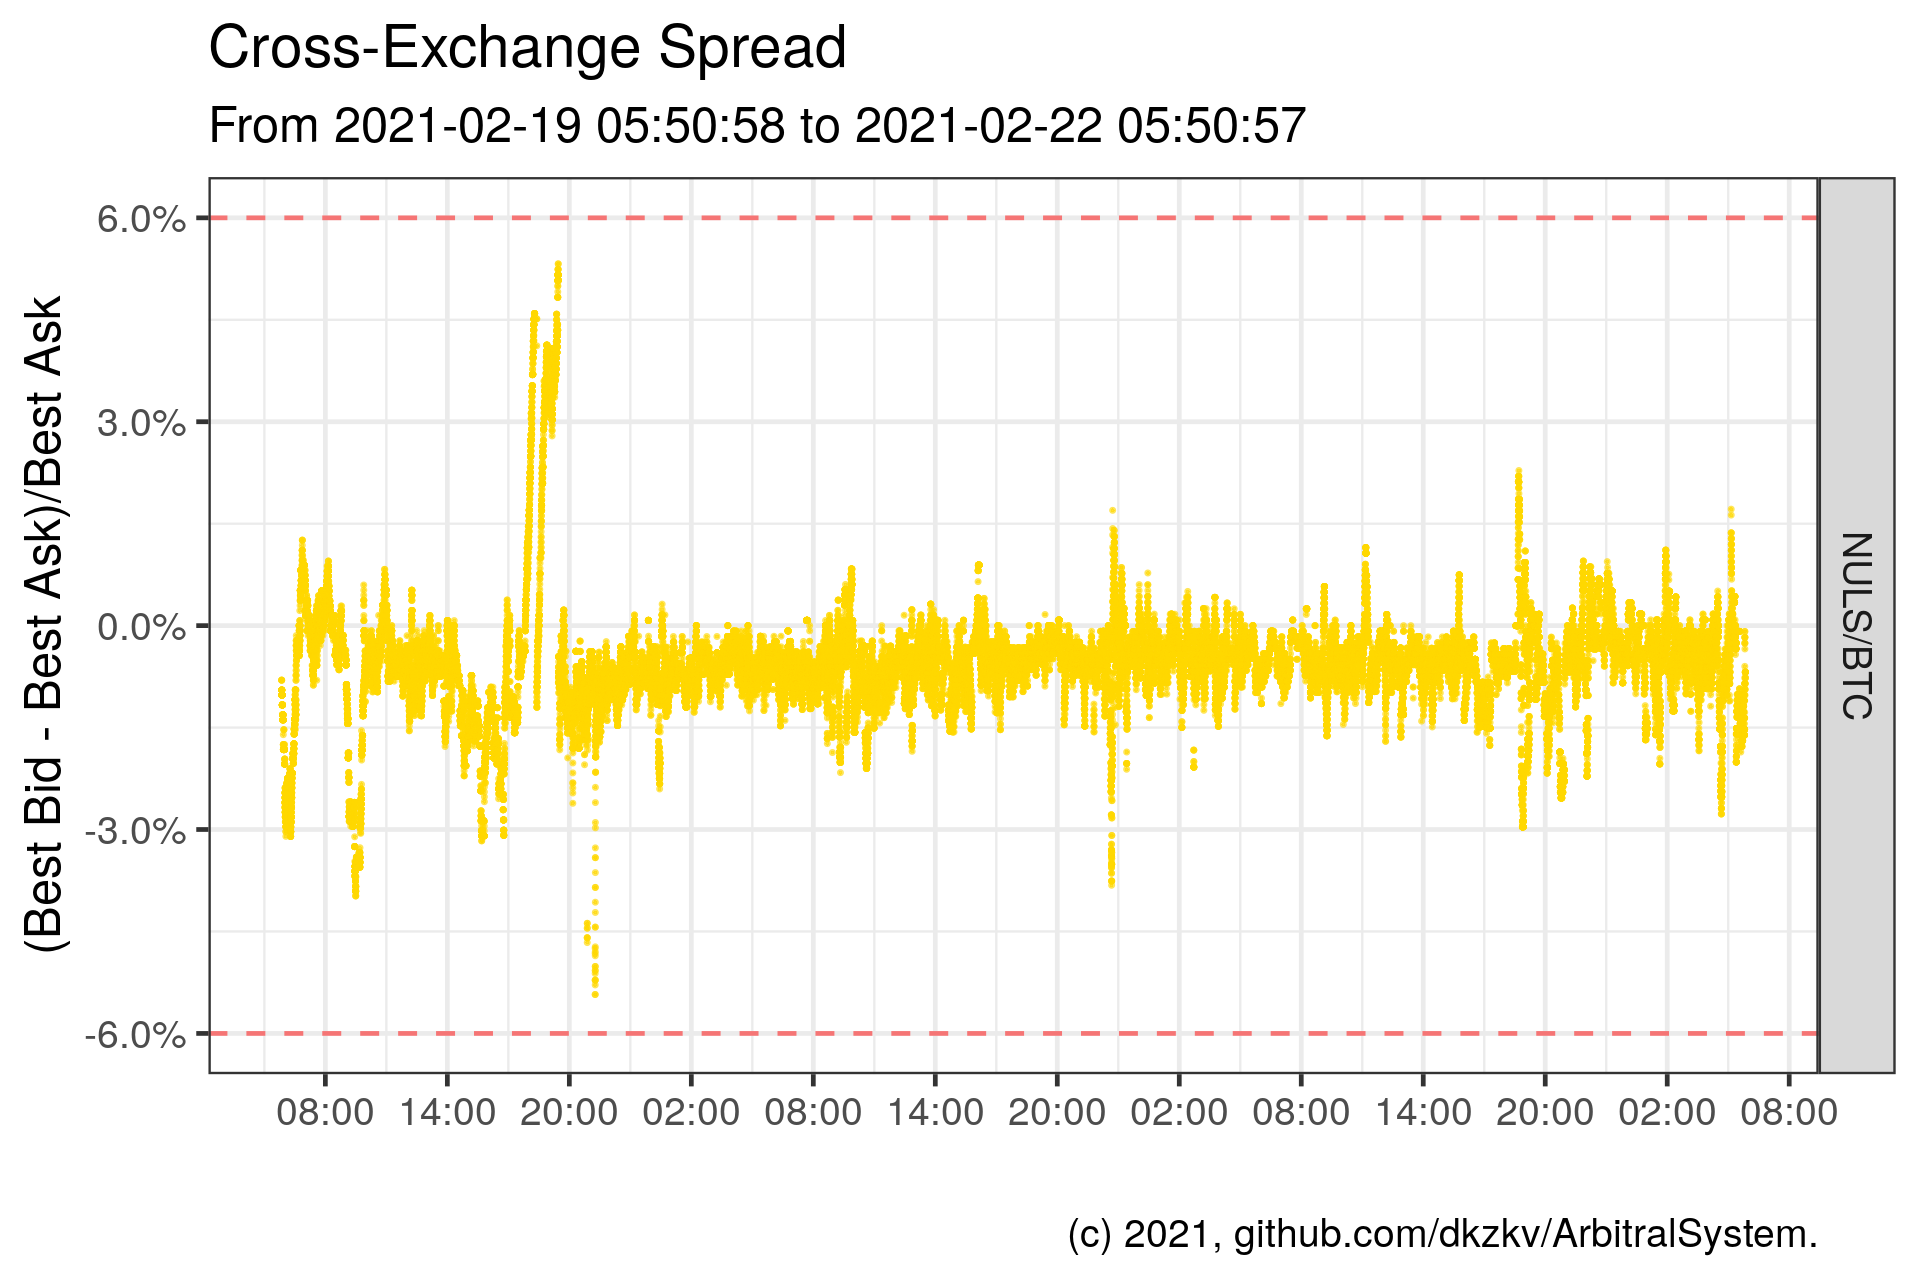 Cross-Exchange Spread
From 2021-02-19 05:50:58 to 2021-02-22 05:50:57
(Best Bid - Best Ask)/Best Ask
6.0%
3.0%
0.0%
-3.0%
-6.0%
NULS/BTC
08:00 14:00 20:00 02:00 08:00 14:00 20:00 02:00 08:00 14:00 20:00 02:00 08:00
(c) 2021, github.com/dkzkv/ArbitralSystem.